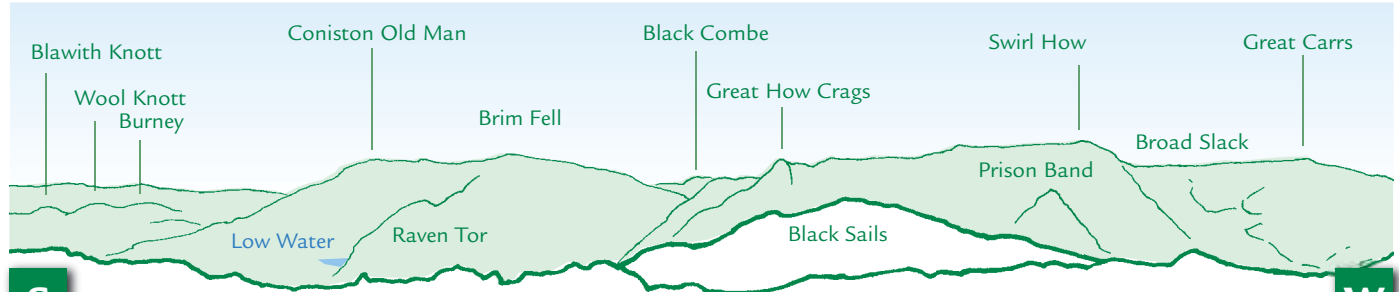 Blawith Knott
Wool Knott
Burney
Coniston Old Man
Brim Fell
Black Combe
Great How Crags
Swirl How
Great Carrs
Broad Slack
Prison Band
Low Water
Raven Tor
Black Sails
S
W